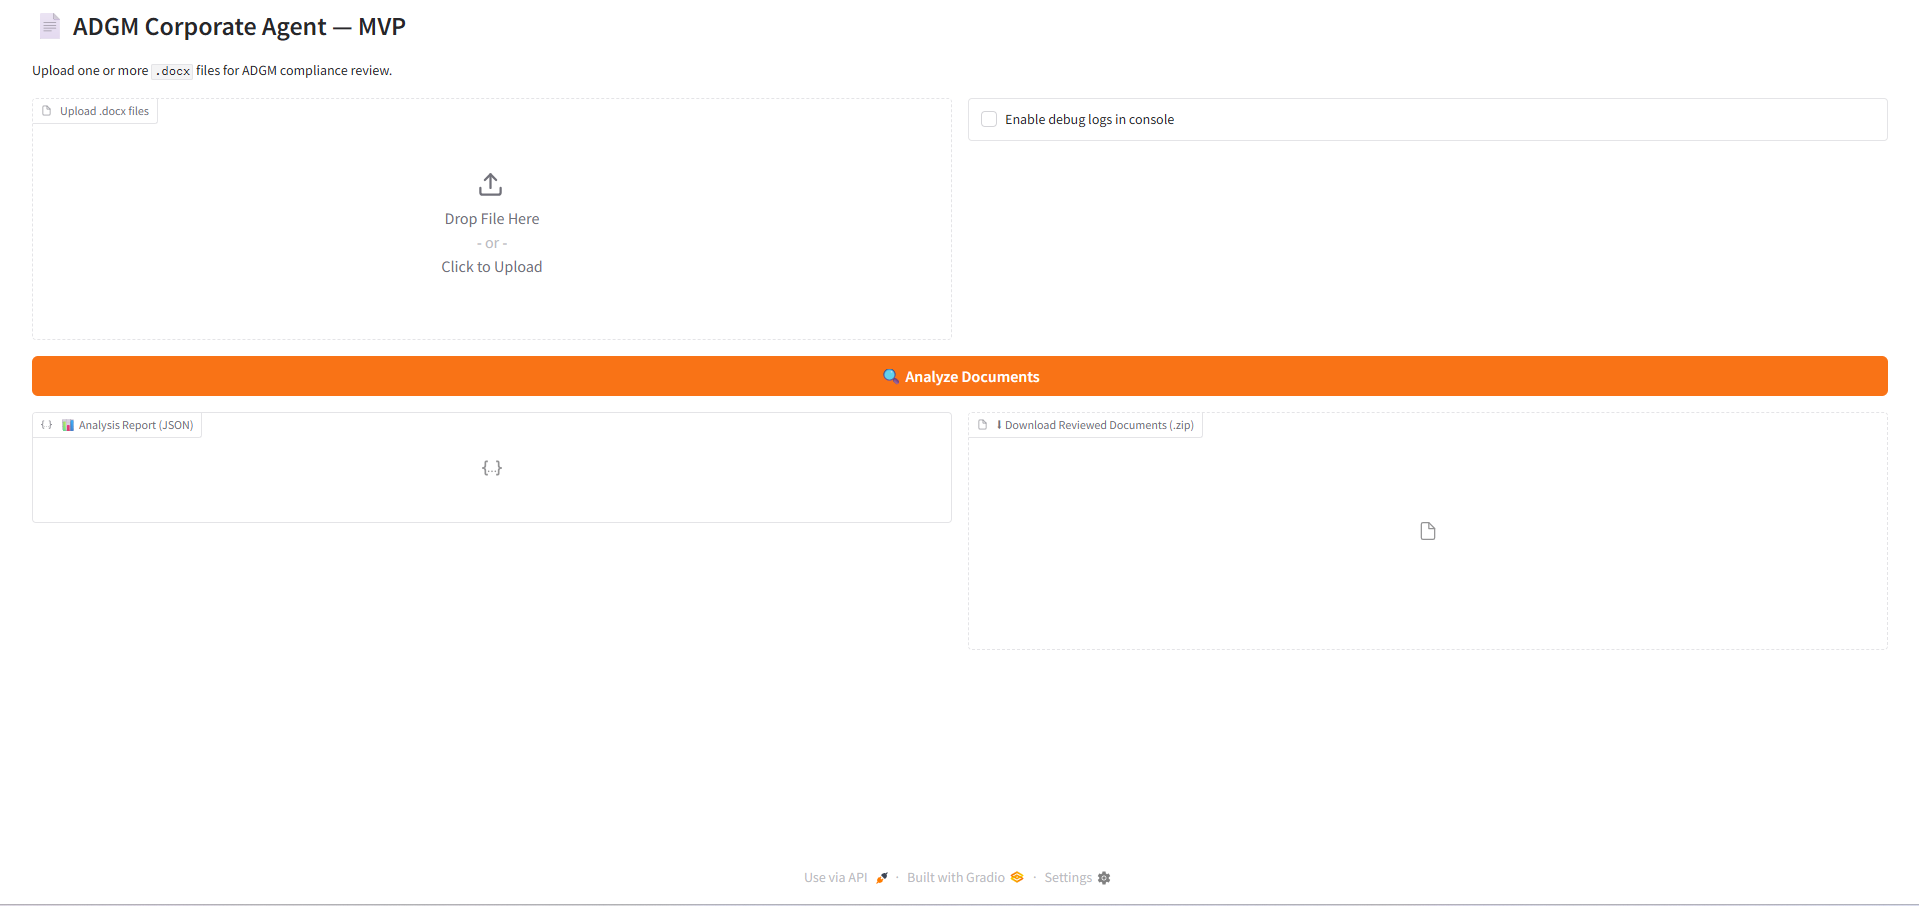 ADGM Corporate Agent — MVP
Upload one or more .docx files for ADGM compliance review.
Upload .docx files
Drop File Here
- or -
Click to Upload
Enable debug logs in console
🔍 Analyze Documents
{..} 📊 Analysis Report (JSON)
{...}
⬇ Download Reviewed Documents (.zip)
Use via API 🚀 · Built with Gradio · Settings ⚙